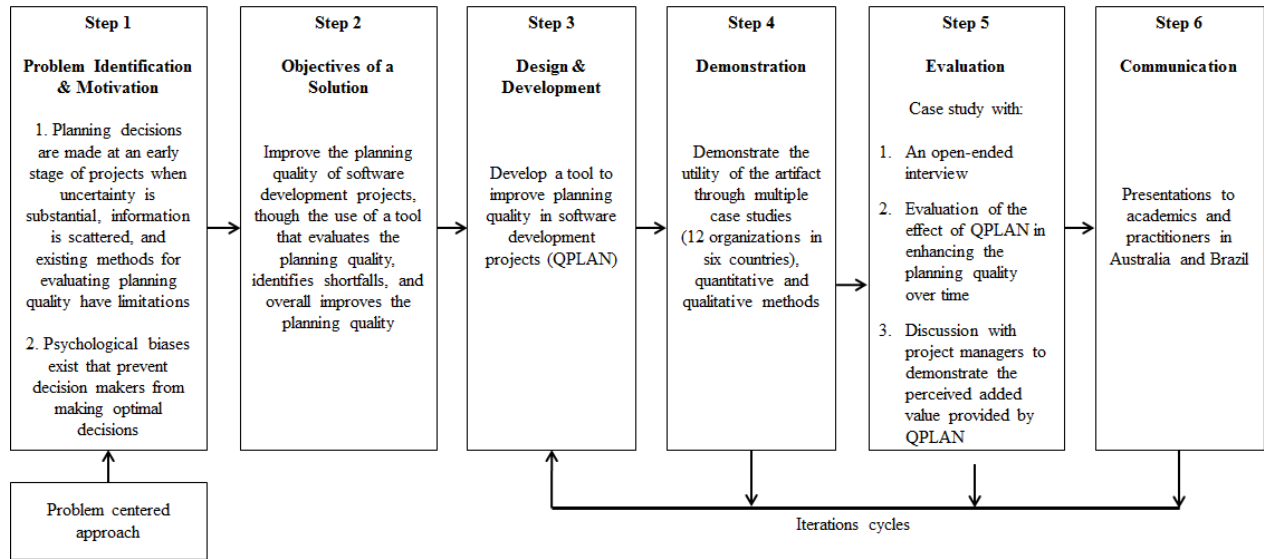 Step 1
Problem Identification
& Motivation
1. Planning decisions
are made at an early
stage of projects when
uncertainty is
substantial, information
is scattered, and
existing methods for
evaluating planning
quality have limitations
2. Psychological biases
exist that prevent
decision makers from
making optimal
decisions
Problem centered
approach
Step 2
Objectives of a
Solution
Improve the planning
quality of software
development projects,
though the use of a tool
that evaluates the
planning quality,
identifies shortfalls, and
overall improves the
planning quality
Step 3
Design &
Development
Develop a tool to
improve planning
quality in software
development
projects (QPLAN)
Step 4
Demonstration
Demonstrate the
utility of the artifact
through multiple
case studies
(12 organizations in
six countries),
quantitative and
qualitative methods
Step 5
Evaluation
Case study with:
1. An open-ended
interview
2. Evaluation of the
effect of QPLAN in
enhancing the
planning quality
over time
3. Discussion with
project managers to
demonstrate the
perceived added
value provided by
QPLAN
Step 6
Communication
Presentations to
academics and
practitioners in
Australia and Brazil
Iterations cycles